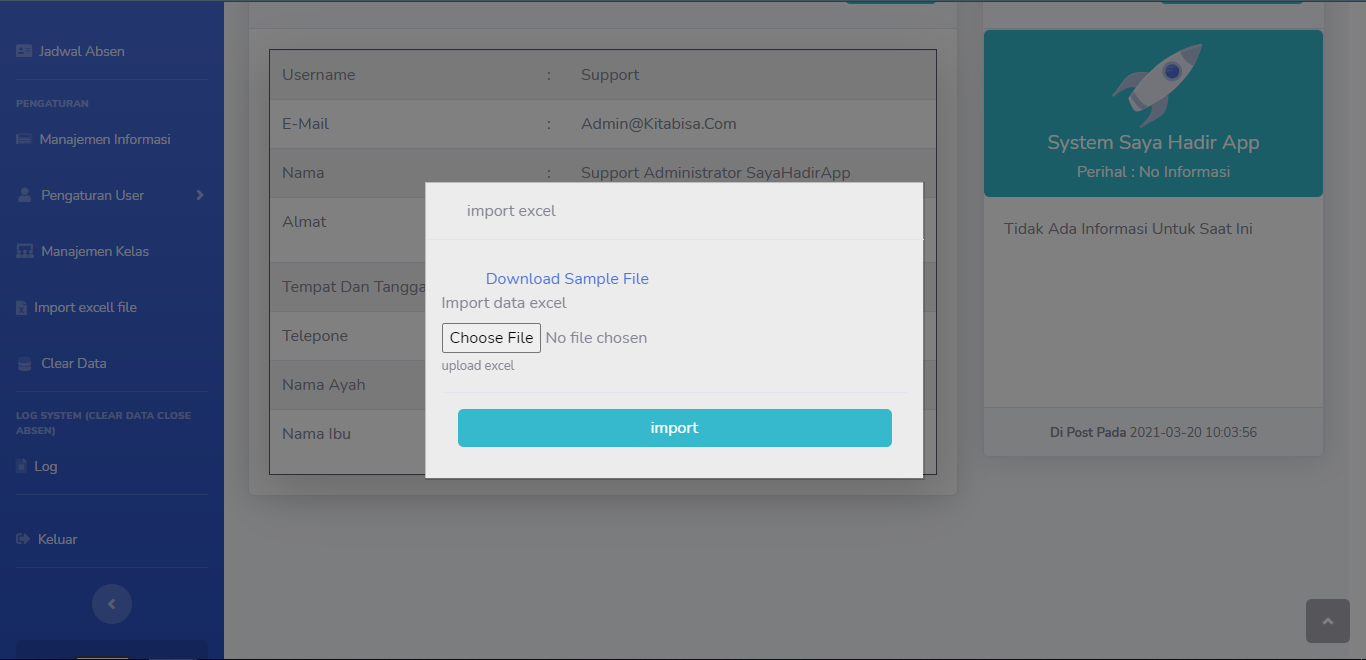 Jadwal Absen
PENGATURAN
Manajemen Informasi
Pengaturan User
Manajemen Kelas
Import excell file
Clear Data
LOG SYSTEM (CLEAR DATA CLOSE
ABSEN)
Log
Keluar
Username : Support
E-Mail : Admin@Kitabisa.Com
Nama : Support Administrator SayaHadirApp
Almat
Tempat Dan Tangga
Telepone
Nama Ayah
Nama Ibu
import excel
Download Sample File
Import data excel
Choose File No file chosen
upload excel
import
System Saya Hadir App
Perihal : No Informasi
Tidak Ada Informasi Untuk Saat Ini
Di Post Pada 2021-03-20 10:03:56